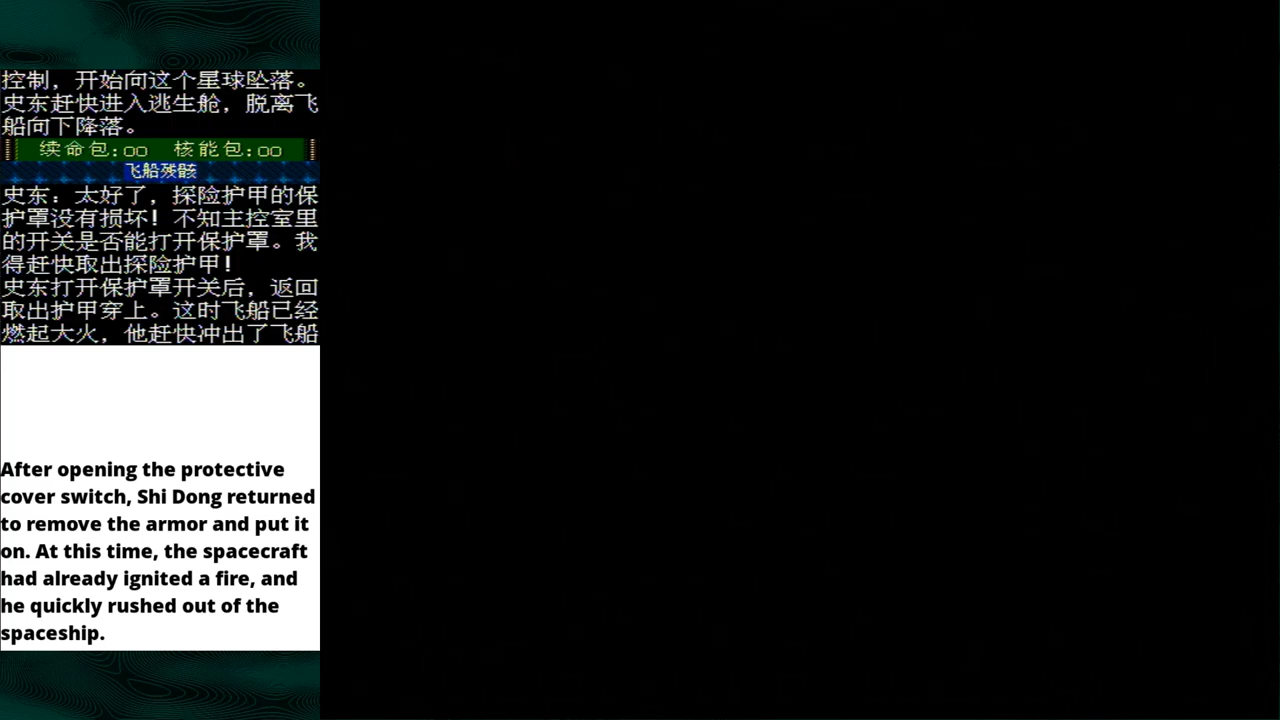 控制，开始向这个星球坠落。
史东赶快进入逃生舱，脱离飞
船向下降落。
续命包:00 核能包:00
飞船残骸
史东：太好了，探险护甲的保
护罩没有损坏！不知主控室里
的开关是否能打开保护罩。我
得赶快取出探险护甲！
史东打开保护罩开关后，返回
取出护甲穿上。这时飞船已经
燃起大火，他赶快冲出了飞船
After opening the protective
cover switch, Shi Dong returned
to remove the armor and put it
on. At this time, the spacecraft
had already ignited a fire, and
he quickly rushed out of the
spaceship.